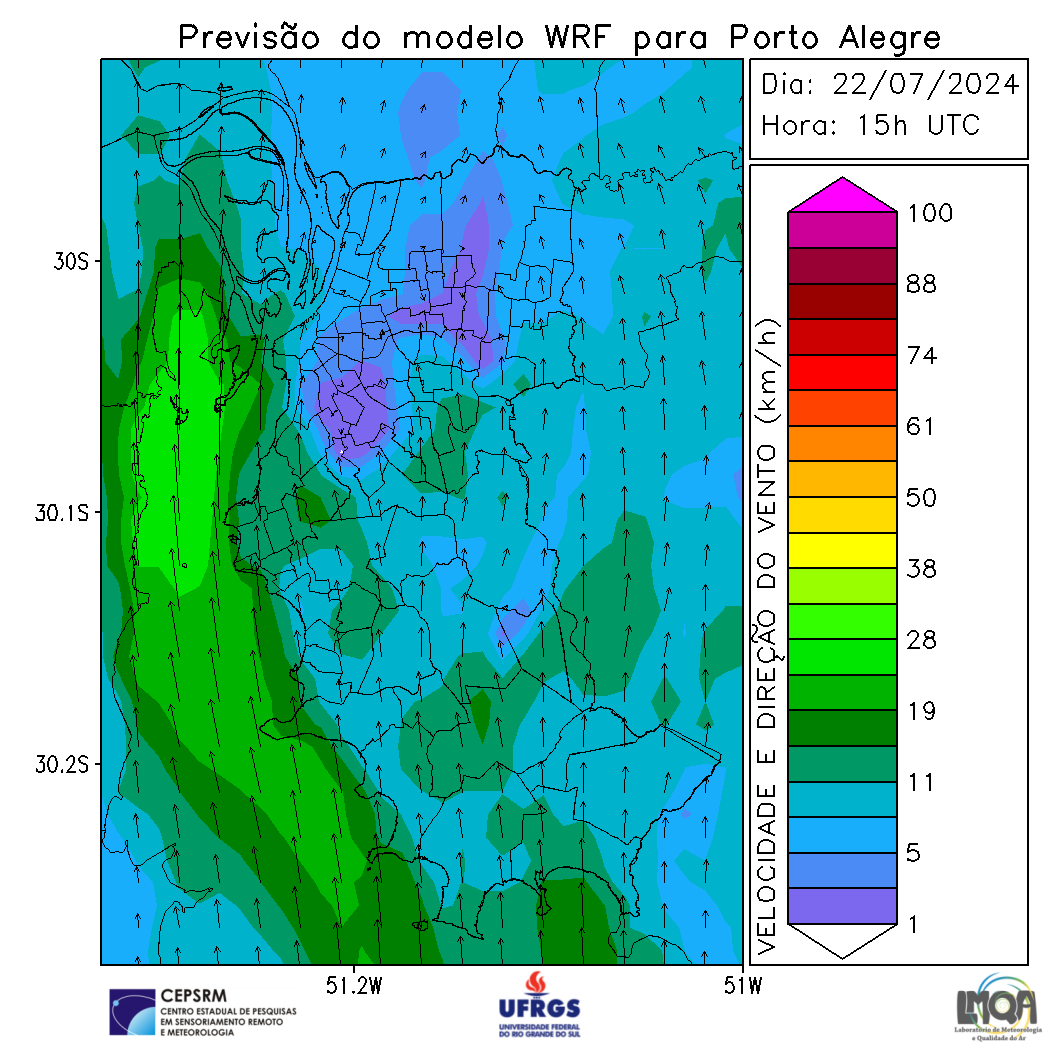 Previsão do modelo WRF para Porto Alegre
Dia: 22/07/2024
Hora: 15h UTC
30S
30.1S
30.2S
51.2W
51W
VELOCIDADE E DIREÇÃO DO VENTO (km/h)
100
88
74
61
50
38
28
19
11
5
1
CEPSRM
CENTRO ESTADUAL DE PESQUISAS
EM SENSORIAMENTO REMOTO
E METEOROLOGIA
UFRGS
UNIVERSIDADE FEDERAL
DO RIO GRANDE DO SUL
LMQA
Laboratório de Meteorologia
e Qualidade do Ar